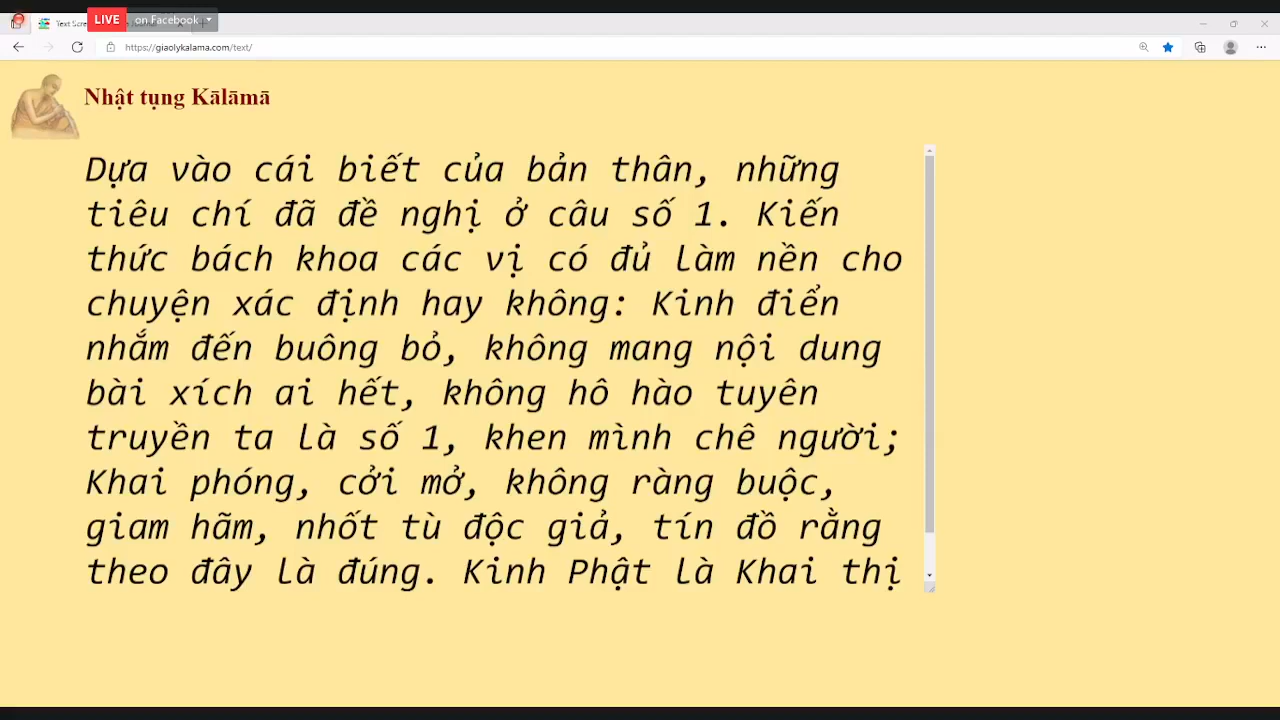 Text Scre
LIVE on Facebook
https://giaolykalama.com/text/
Nhật tụng Kālāmā
Dựa vào cái biết của bản thân, những
tiêu chí đã đề nghị ở câu số 1. Kiến
thức bách khoa các vị có đủ làm nền cho
chuyện xác định hay không: Kinh điển
nhắm đến buông bỏ, không mang nội dung
bài xích ai hết, không hô hào tuyên
truyền ta là số 1, khen mình chê người;
Khai phóng, cởi mở, không ràng buộc,
giam hãm, nhốt tù độc giả, tín đồ rằng
theo đây là đúng. Kinh Phật là Khai thị